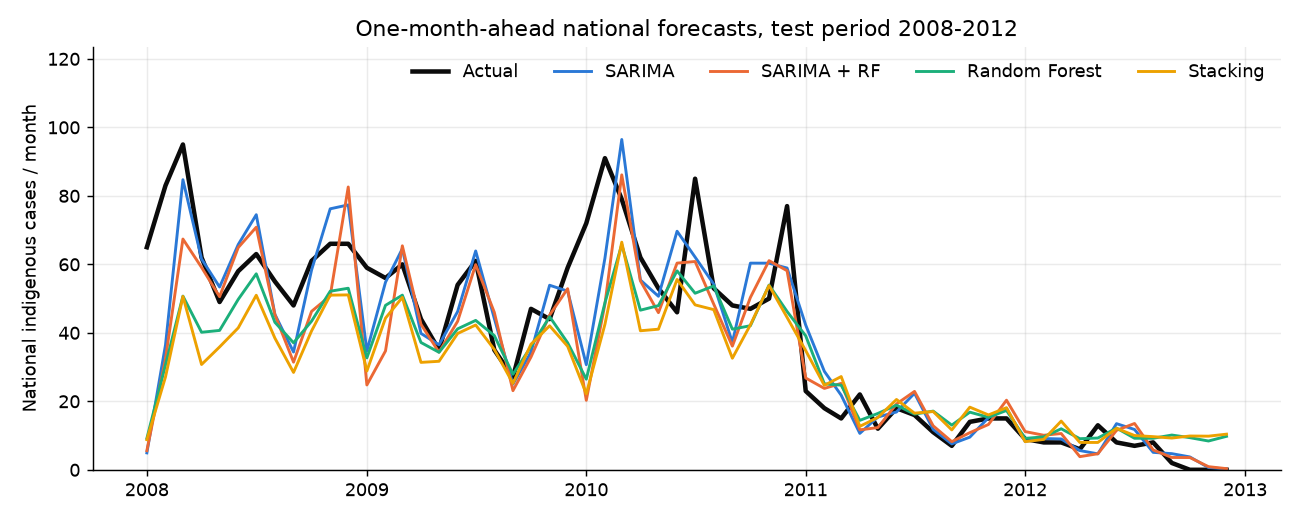 One-month-ahead national forecasts, test period 2008-2012
Actual SARIMA SARIMA + RF Random Forest Stacking
National indigenous cases / month
120
100
80
60
40
20
0
2008 2009 2010 2011 2012 2013